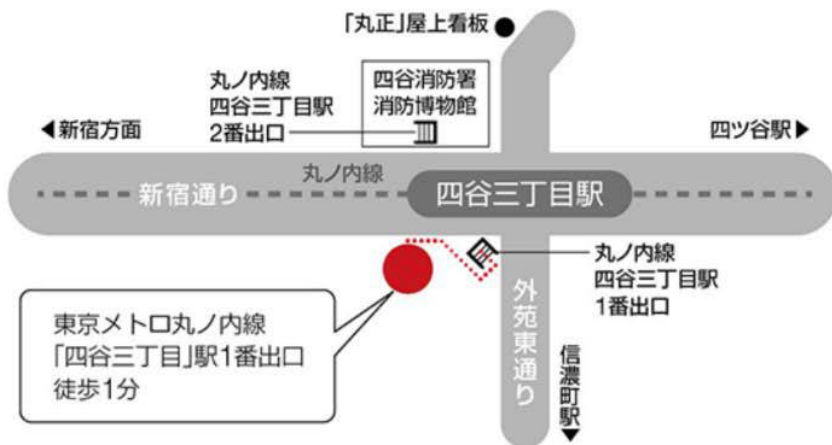 「丸正」屋上看板
丸ノ内線
四谷三丁目駅
2番出口
四谷消防署
消防博物館
◀新宿方面
四ツ谷駅▶
丸ノ内線
新宿通り
四谷三丁目駅
丸ノ内線
四谷三丁目駅
1番出口
外苑東通り
信濃町駅▼
東京メトロ丸ノ内線
「四谷三丁目」駅1番出口
徒歩1分